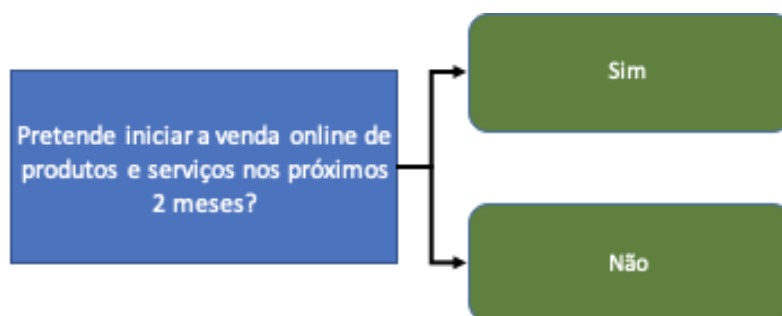 Pretende iniciar a venda online de
produtos e serviços nos próximos
2 meses?
Sim
Não